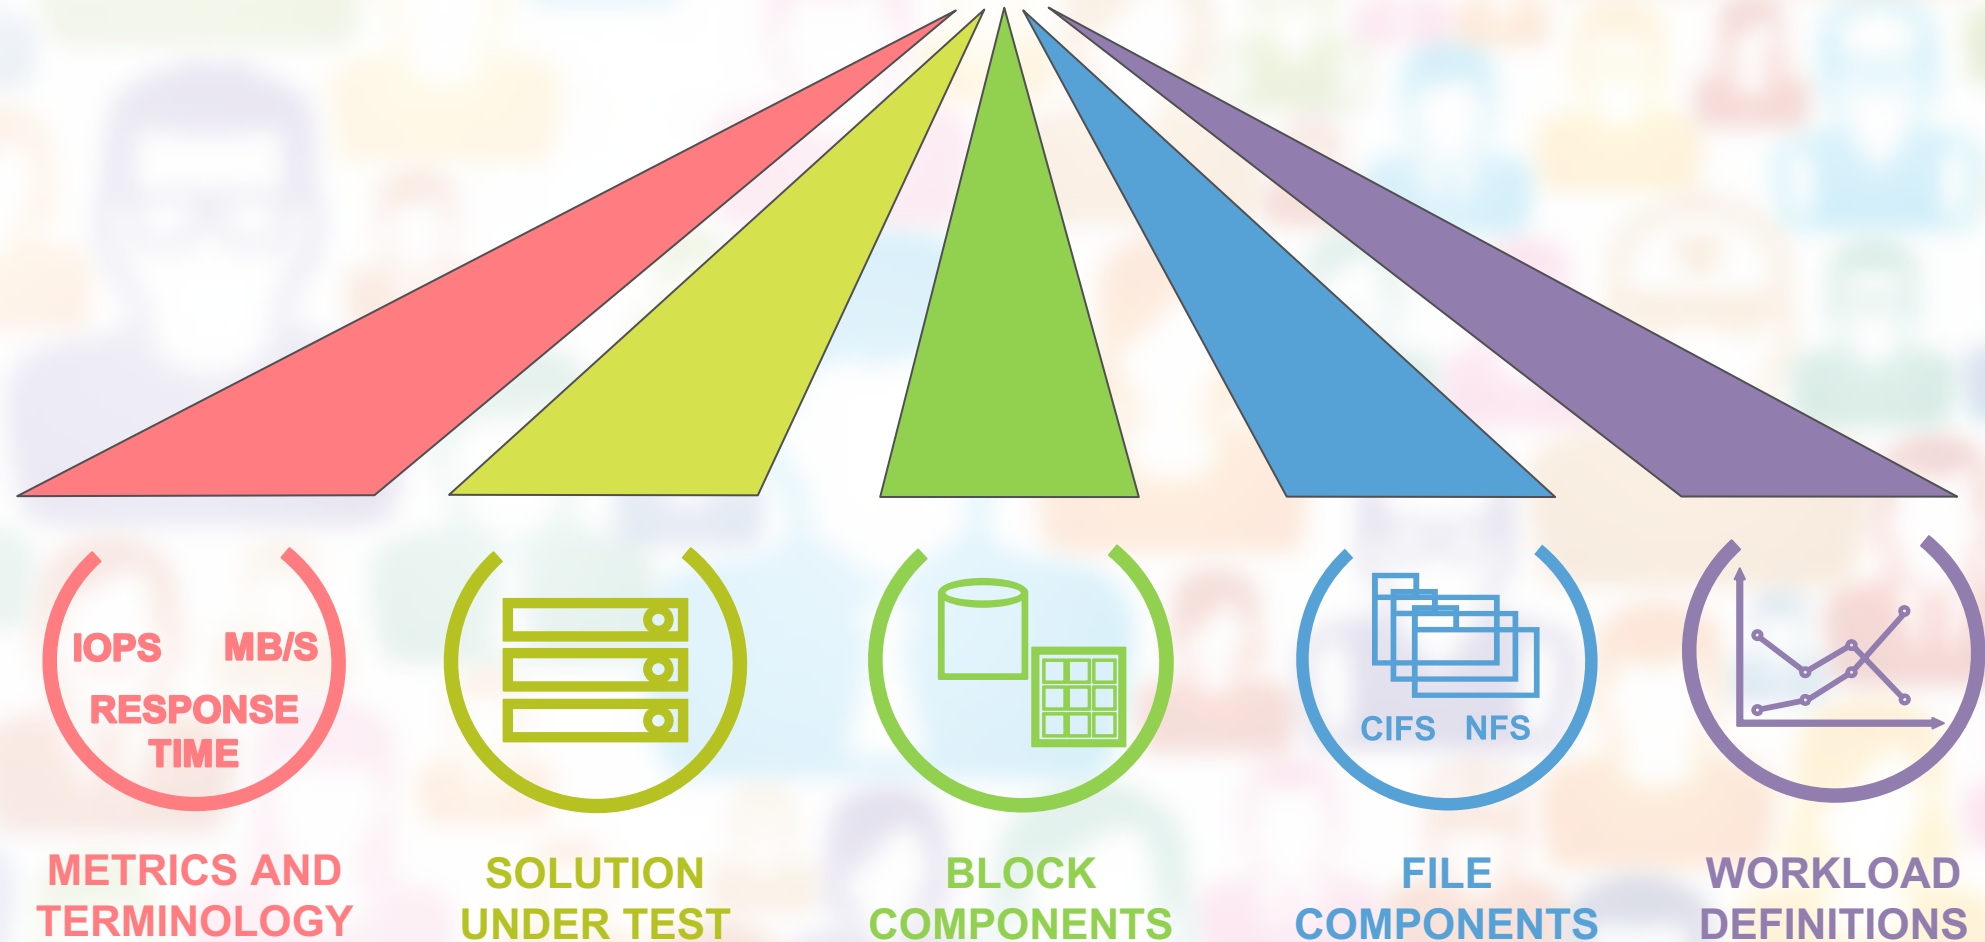 IOPS MB/S
RESPONSE
TIME
CIFS NFS
METRICS AND
TERMINOLOGY
SOLUTION
UNDER TEST
BLOCK
COMPONENTS
FILE
COMPONENTS
WORKLOAD
DEFINITIONS